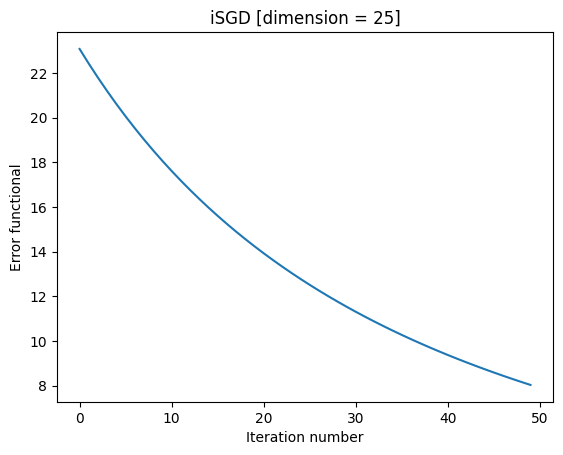 iSGD [dimension = 25]
Error functional
22
20
18
16
14
12
10
8
0 10 20 30 40 50
Iteration number